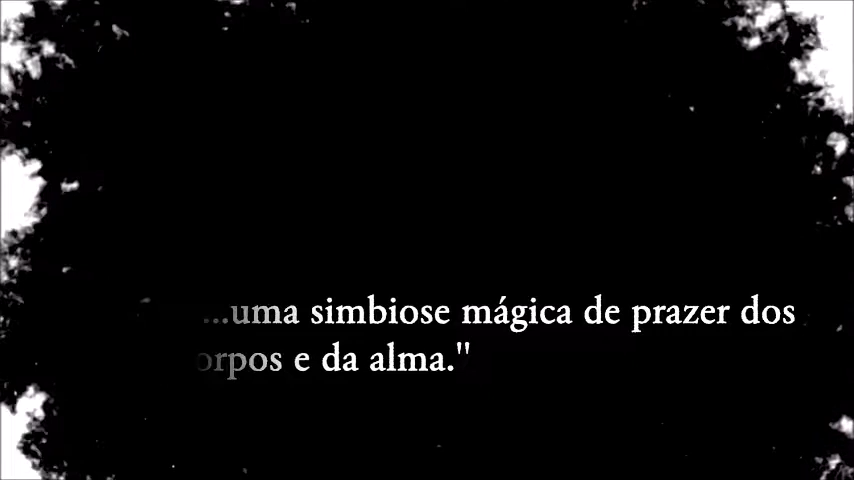 ...uma simbiose mágica de prazer dos
orpos e da alma."